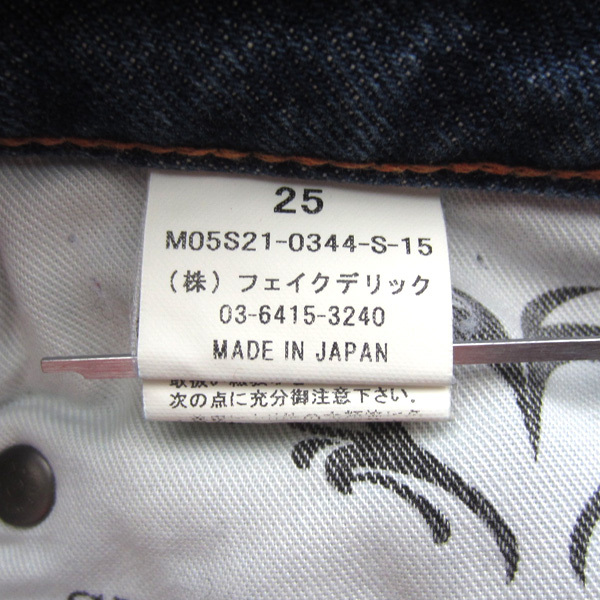 25
M05S21-0344-S-15
(株)フェイクデリック
03-6415-3240
MADE IN JAPAN
次の点に充分御注意下さい。